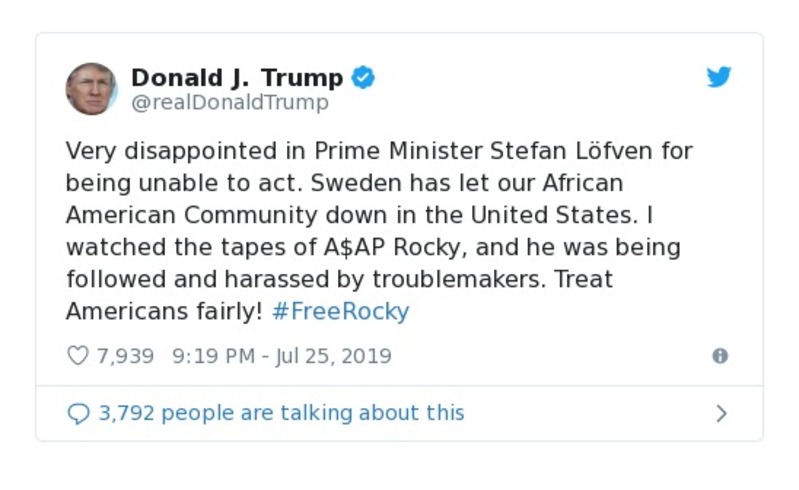 Donald J. Trump
@realDonaldTrump
Very disappointed in Prime Minister Stefan Löfven for
being unable to act. Sweden has let our African
American Community down in the United States. I
watched the tapes of A$AP Rocky, and he was being
followed and harassed by troublemakers. Treat
Americans fairly! #FreeRocky
7,939 9:19 PM - Jul 25, 2019
3,792 people are talking about this